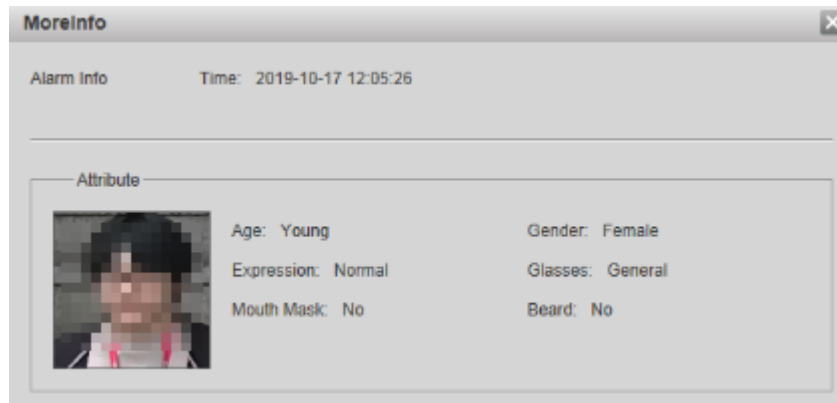 MoreInfo
Alarm Info Time: 2019-10-17 12:05:26
Attribute
Age: Young Gender: Female
Expression: Normal Glasses: General
Mouth Mask: No Beard: No